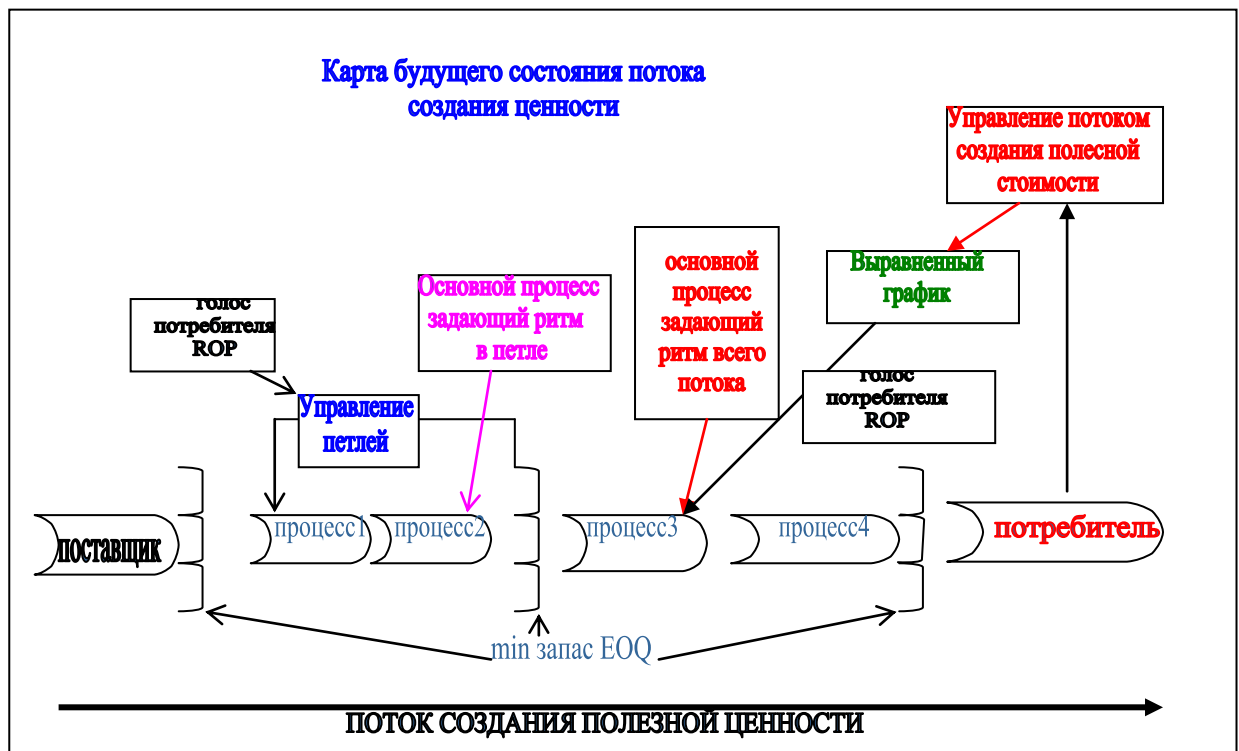 Карта будущего состояния потока
создания ценности
Управление потоком
создания полесной
стоимости
Выравненный
график
основной
процесс
задающий
ритм всего
потока
Основной процесс
задающий ритм
в петле
голос
потребителя
ROP
голос
потребителя
ROP
Управление
петлей
поставщик
процесс1
процесс2
процесс3
процесс4
потребитель
min запас EOQ
ПОТОК СОЗДАНИЯ ПОЛЕЗНОЙ ЦЕННОСТИ